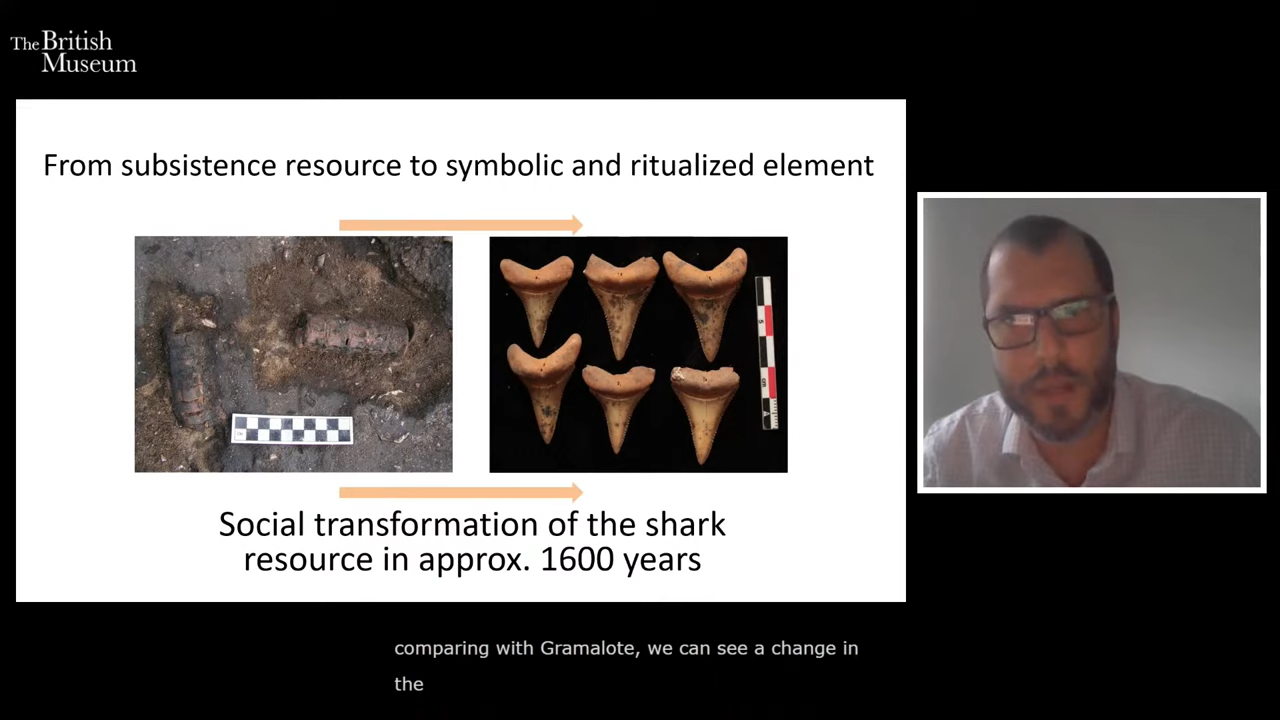 The British
Museum
From subsistence resource to symbolic and ritualized element
Social transformation of the shark
resource in approx. 1600 years
comparing with Gramalote, we can see a change in
the